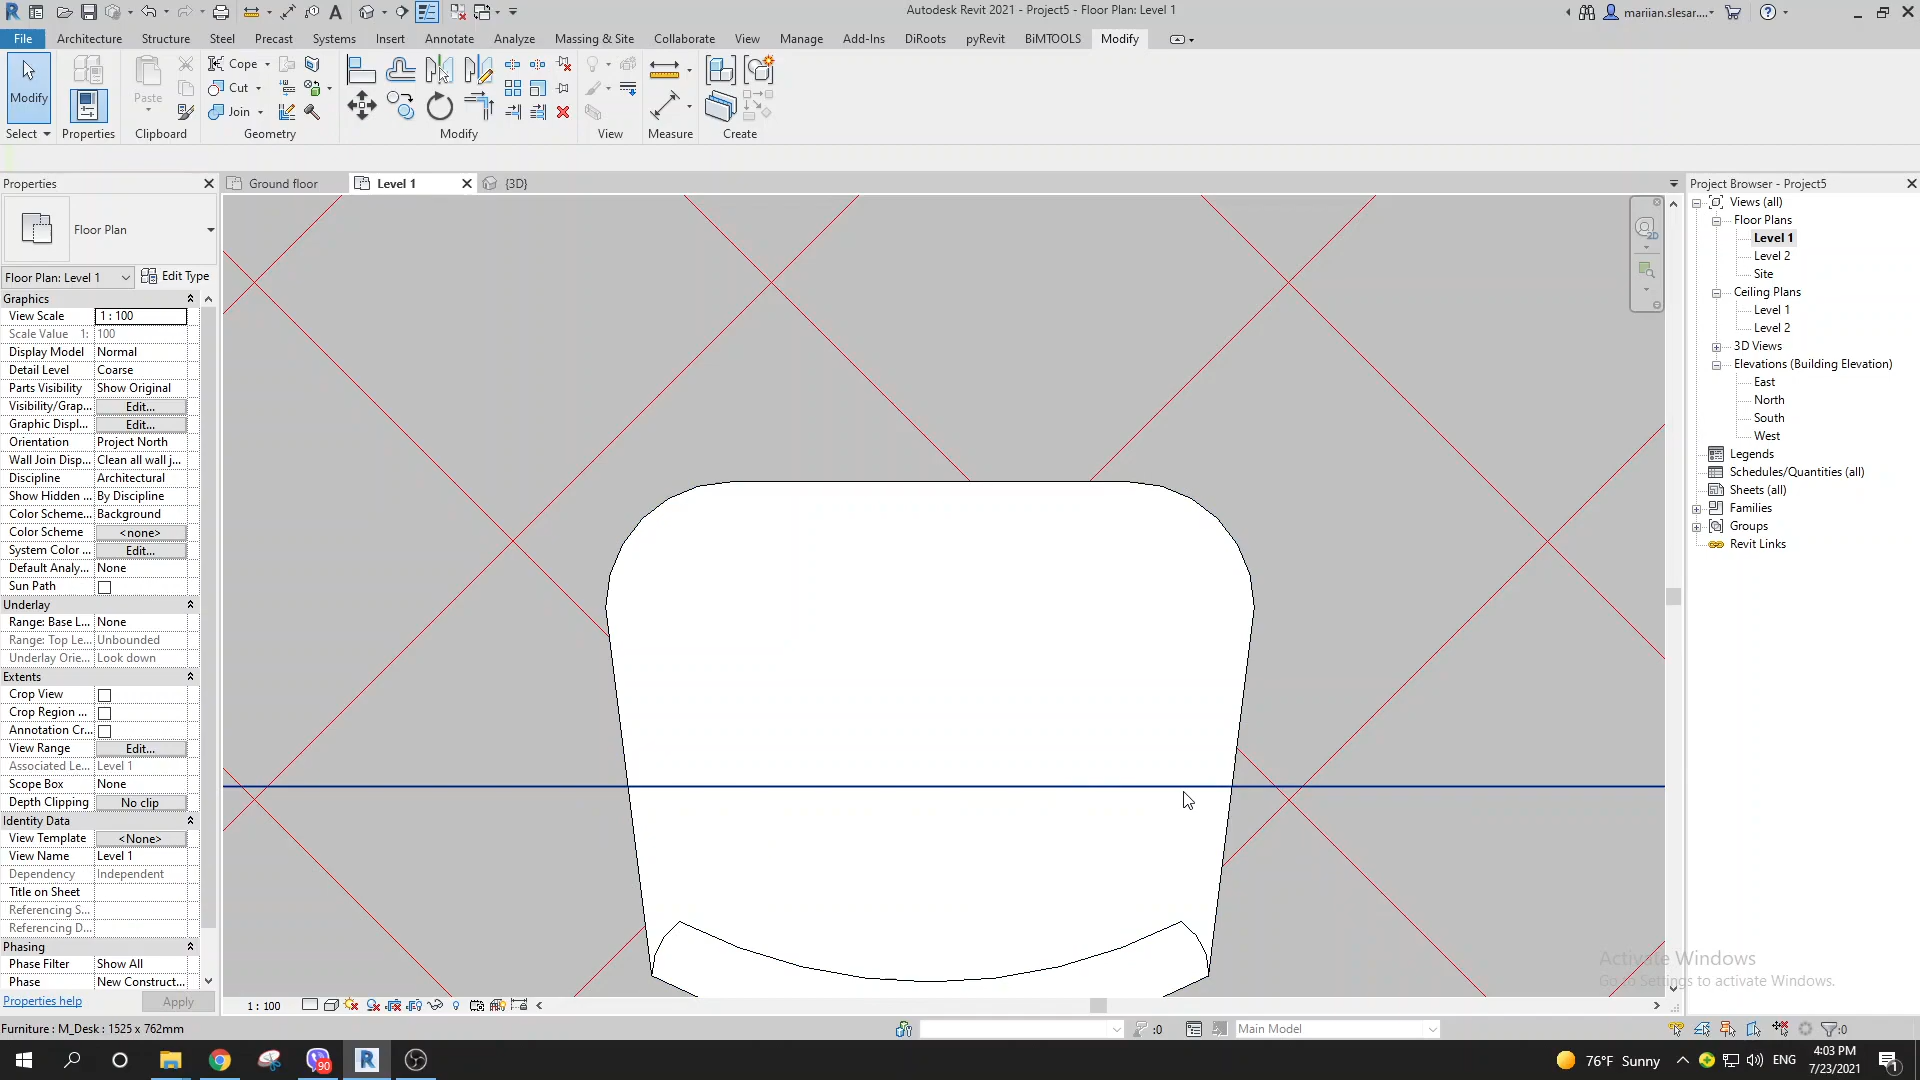 Autodesk Revit 2021 - Project5 - Floor Plan: Level 1
mariian.slesar....
File Architecture Structure Steel Precast Systems Insert Annotate Analyze Massing & Site Collaborate View Manage Add-Ins DiRoots pyRevit BiMTOOLS Modify
Modify
Paste
Cope
Cut
Join
Select Properties Clipboard Geometry Modify View Measure Create
Properties
Floor Plan
Floor Plan: Level 1 Edit Type
Graphics
View Scale 1 : 100
Scale Value 1: 100
Display Model Normal
Detail Level Coarse
Parts Visibility Show Original
Visibility/Grap... Edit...
Graphic Displ... Edit...
Orientation Project North
Wall Join Disp... Clean all wall j...
Discipline Architectural
Show Hidden ... By Discipline
Color Scheme... Background
Color Scheme <none>
System Color ... Edit...
Default Analy... None
Sun Path
Underlay
Range: Base L... None
Range: Top Le... Unbounded
Underlay Orie... Look down
Extents
Crop View
Crop Region ...
Annotation Cr...
View Range Edit...
Associated Le... Level 1
Scope Box None
Depth Clipping No clip
Identity Data
View Template <None>
View Name Level 1
Dependency Independent
Title on Sheet
Referencing S...
Referencing D...
Phasing
Phase Filter Show All
Phase New Construct...
Properties help Apply
Ground floor Level 1 {3D}
2D
Project Browser - Project5
Views (all)
Floor Plans
Level 1
Level 2
Site
Ceiling Plans
Level 1
Level 2
3D Views
Elevations (Building Elevation)
East
North
South
West
Legends
Schedules/Quantities (all)
Sheets (all)
Families
Groups
Revit Links
Activate Windows
Go to Settings to activate Windows.
1 : 100
Furniture : M_Desk : 1525 x 762mm
:0
Main Model
:0
90
76°F Sunny
ENG
4:03 PM
7/23/2021
1